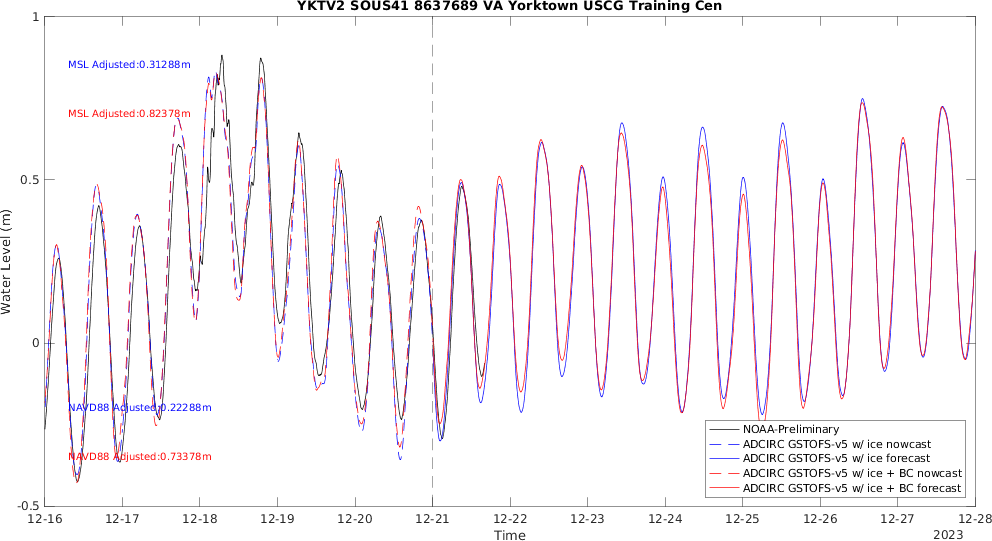 YKTV2 SOUS41 8637689 VA Yorktown USCG Training Cen
1
0.5
0
-0.5
Water Level (m)
MSL Adjusted:0.31288m
MSL Adjusted:0.82378m
NAVD88 Adjusted:0.22288m
NAVD88 Adjusted:0.73378m
NOAA-Preliminary
ADCIRC GSTOFS-v5 w/ ice nowcast
ADCIRC GSTOFS-v5 w/ ice forecast
ADCIRC GSTOFS-v5 w/ ice + BC nowcast
ADCIRC GSTOFS-v5 w/ ice + BC forecast
12-16 12-17 12-18 12-19 12-20 12-21 12-22 12-23 12-24 12-25 12-26 12-27 12-28
Time
2023